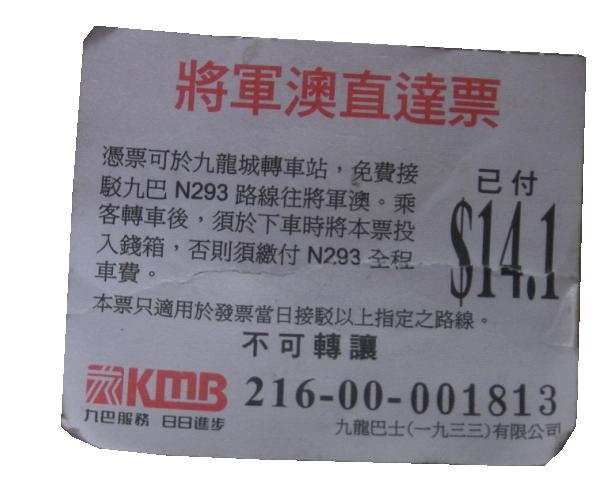 將軍澳直達票
憑票可於九龍城轉車站，免費接
駁九巴 N293 路線往將軍澳。乘
客轉車後，須於下車時將本票投
入錢箱，否則須繳付 N293 全程
車費。
已付
$14.1
本票只適用於發票當日接駁以上指定之路線。
不可轉讓
KMB
九巴服務 日日進步
216-00-001813
九龍巴士(一九三三)有限公司